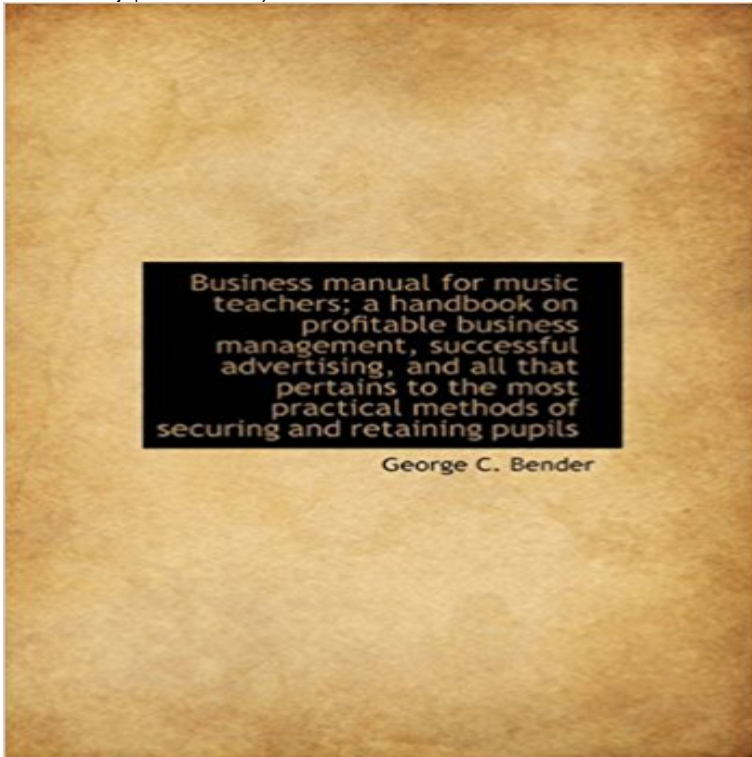 Business manual for music
teachers; a handbook on
profitable business
management, successful
advertising, and all that
pertains to the most
practical methods of
securing and retaining pupils
George C. Bender